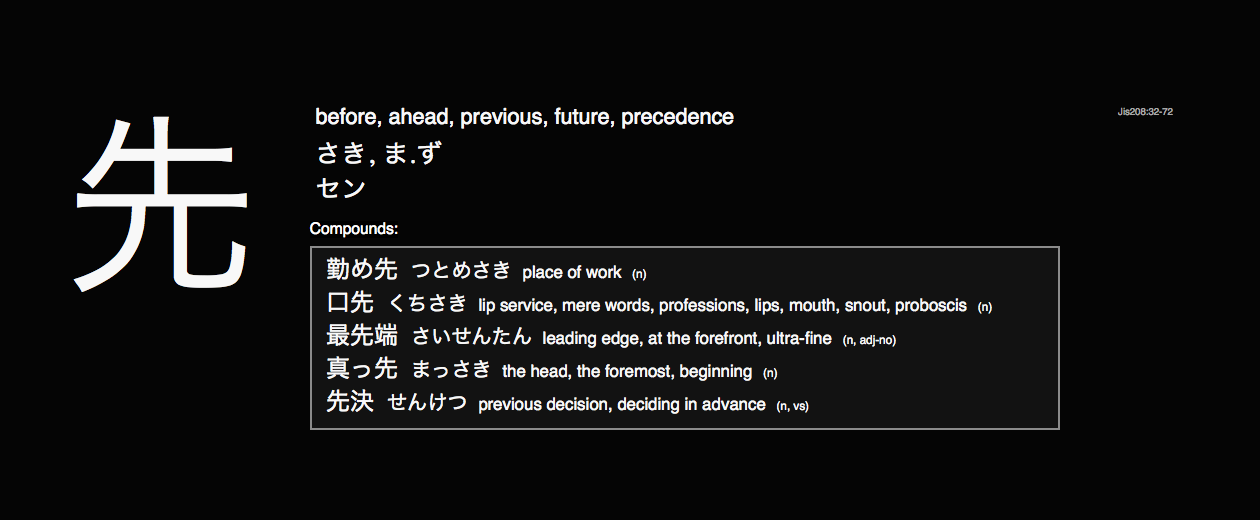 先
before, ahead, previous, future, precedence
Jis208:32-72
さき, ま.ず
セン
Compounds:
勤め先 つとめさき place of work (n)
口先 くちさき lip service, mere words, professions, lips, mouth, snout, proboscis (n)
最先端 さいせんたん leading edge, at the forefront, ultra-fine (n, adj-no)
真っ先 まっさき the head, the foremost, beginning (n)
先決 せんけつ previous decision, deciding in advance (n, vs)